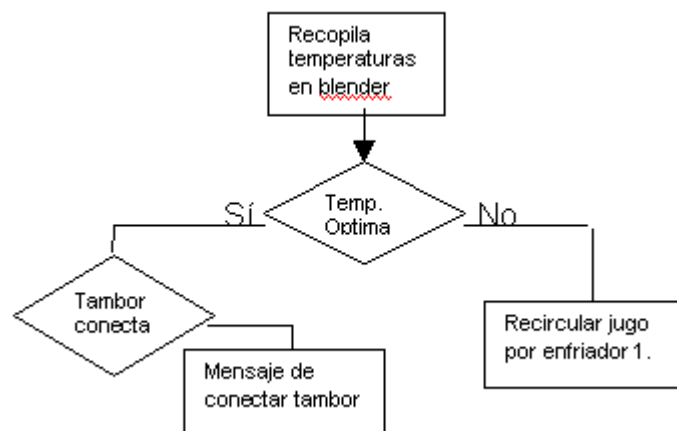 Recopila
temperaturas
en blender
Temp.
Optima
Sí
No
Tambor
conecta
Mensaje de
conectar tambor
Recircular jugo
por enfriador 1.